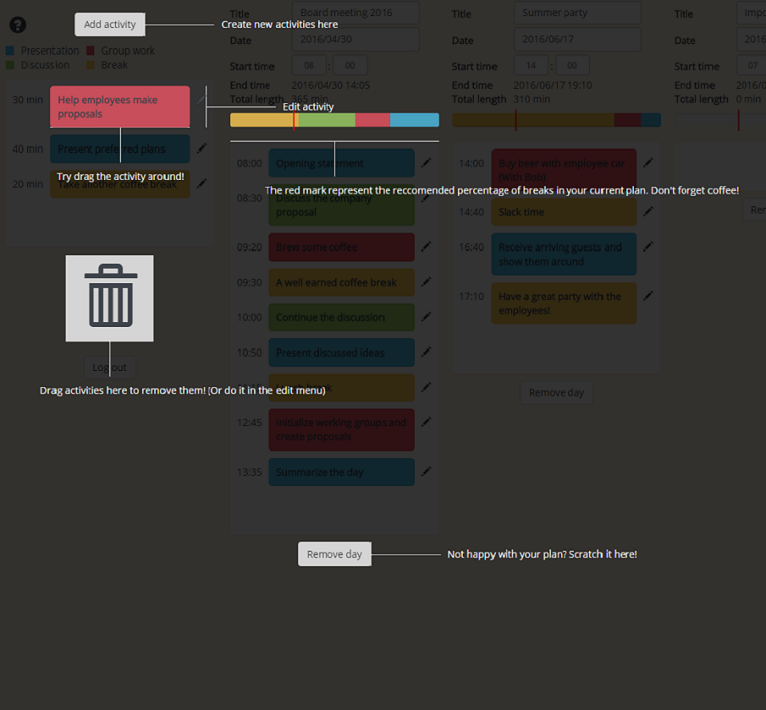 Add activity
Create new activities here
Presentation
Group work
Discussion
Break
30 min
Help employees make
proposals
Edit activity
40 min
Present preferred plans
Try drag the activity around!
20 min
Take another coffee break
Log out
Drag activities here to remove them! (Or do it in the edit menu)
Title
Board meeting 2016
Date
2016/04/30
Start time
08 : 00
End time
2016/04/30 14:05
Total length
365 min
08:00
Opening statement
The red mark represent the reccomended percentage of breaks in your current plan. Don't forget coffee!
08:30
Discuss the company
proposal
09:20
Brew some coffee
09:30
A well earned coffee break
10:00
Continue the discussion
10:50
Present discussed ideas
12:45
Initialize working groups and
create proposals
13:35
Summarize the day
Remove day
Not happy with your plan? Scratch it here!
Title
Summer party
Date
2016/06/17
Start time
14 : 00
End time
2016/06/17 19:10
Total length
310 min
14:00
Buy beer with employee car
(With Bob)
14:40
Slack time
16:40
Receive arriving guests and
show them around
17:10
Have a great party with the
employees!
Remove day
Title
Impo
Date
2016
Start time
07
End time
2016/0
Total length
0 min
Rer